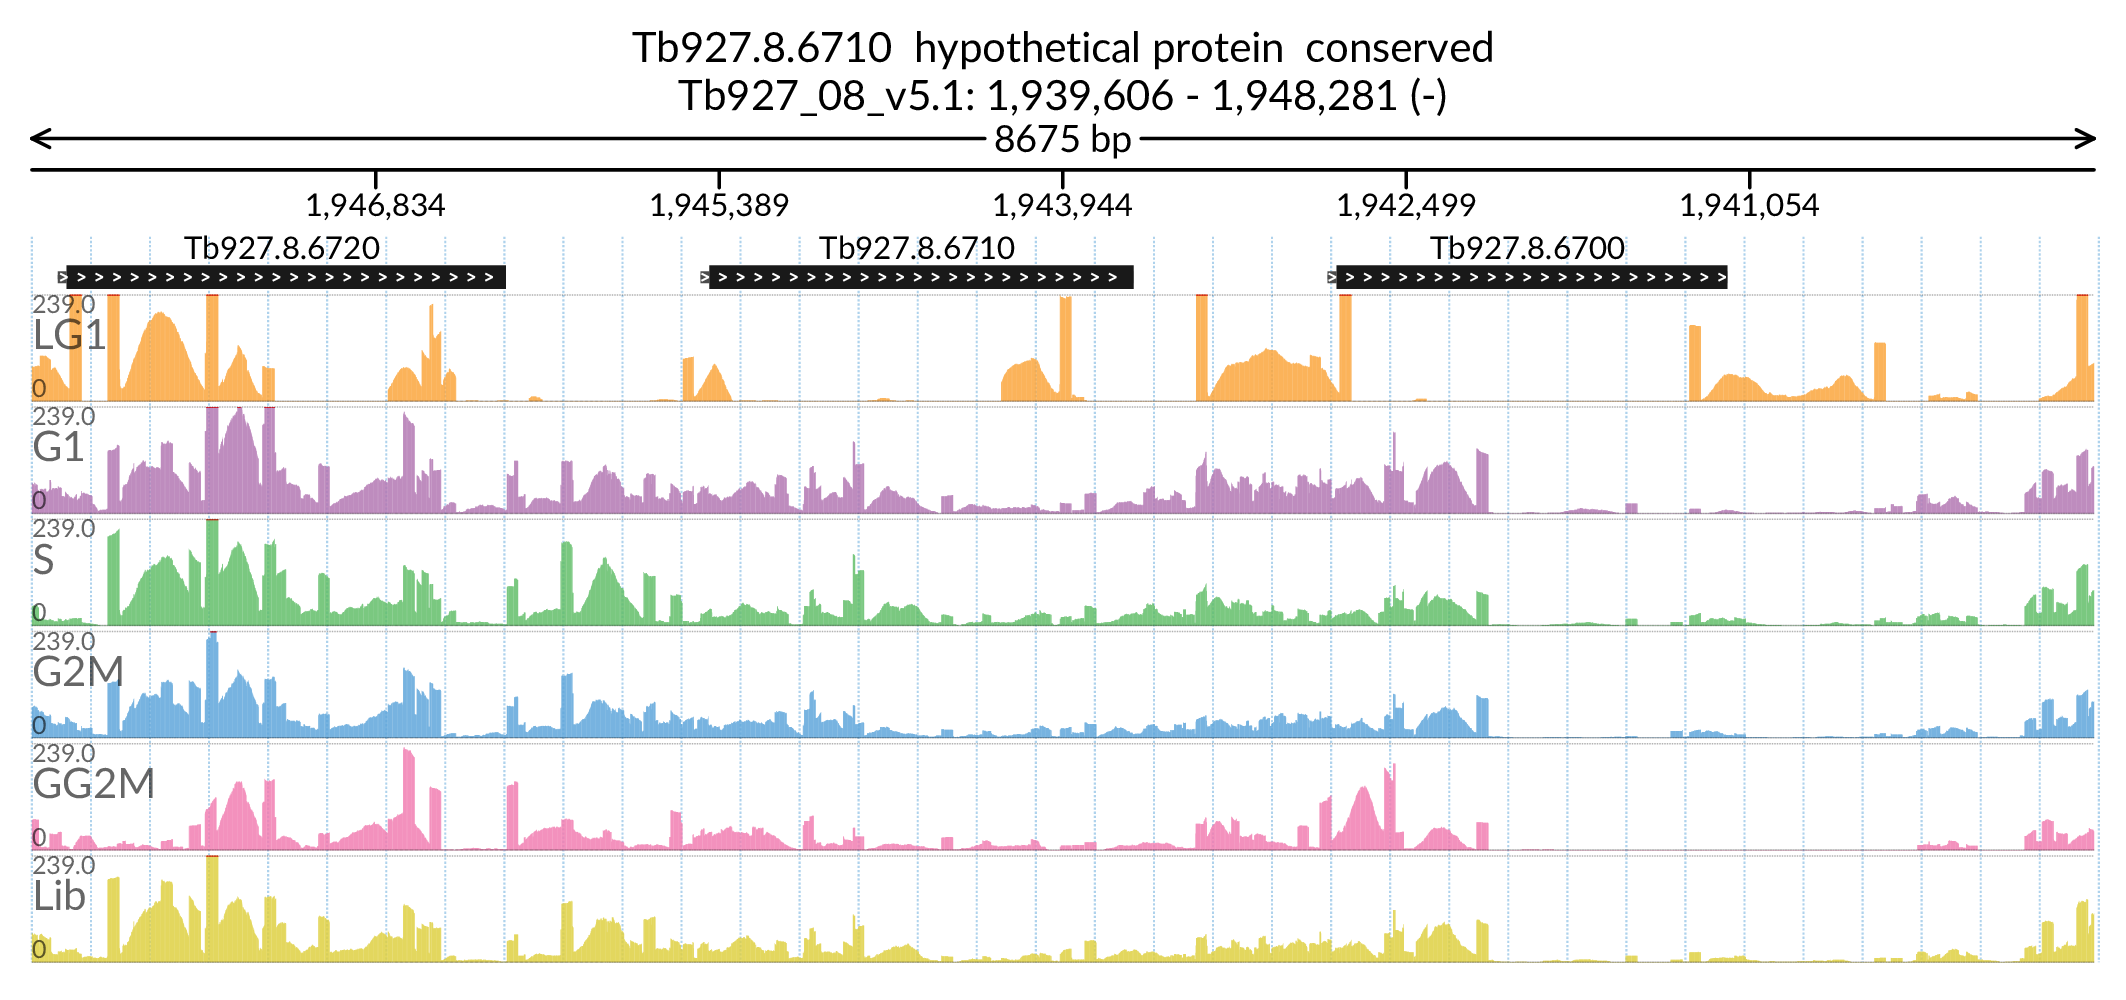 Tb927.8.6710 hypothetical protein conserved
Tb927_08_v5.1: 1,939,606 - 1,948,281 (-)
8675 bp
1,946,834 1,945,389 1,943,944 1,942,499 1,941,054
Tb927.8.6720 Tb927.8.6710 Tb927.8.6700
239.0
LG1
0
239.0
G1
0
239.0
S
0
239.0
G2M
0
239.0
GG2M
0
239.0
Lib
0